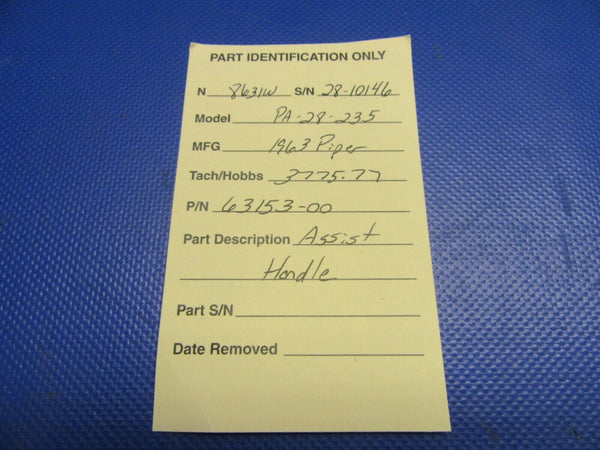 PART IDENTIFICATION ONLY
N 8631W S/N 28-10146
Model PA-28-235
MFG 1963 Piper
Tach/Hobbs 3775.77
P/N 63153-00
Part Description Assist
Handle
Part S/N
Date Removed